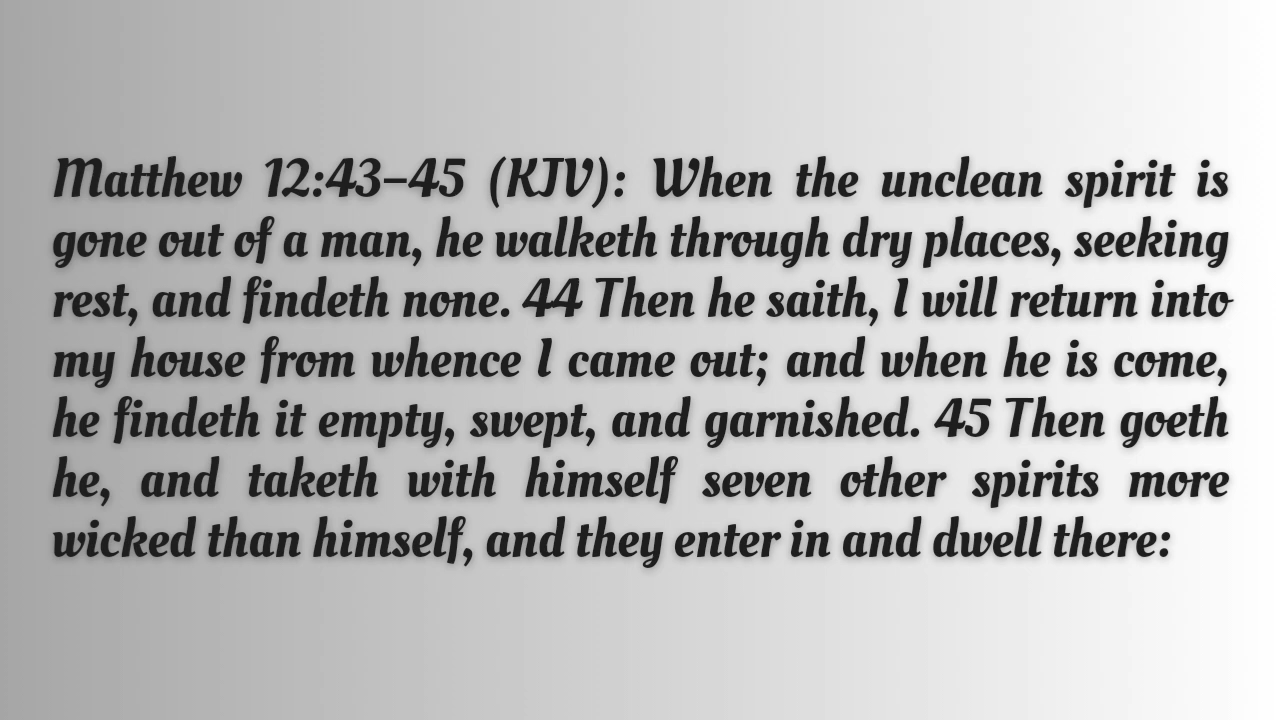 Matthew 12:43–45 (KJV): When the unclean spirit is
gone out of a man, he walketh through dry places, seeking
rest, and findeth none. 44 Then he saith, I will return into
my house from whence I came out; and when he is come,
he findeth it empty, swept, and garnished. 45 Then goeth
he, and taketh with himself seven other spirits more
wicked than himself, and they enter in and dwell there: